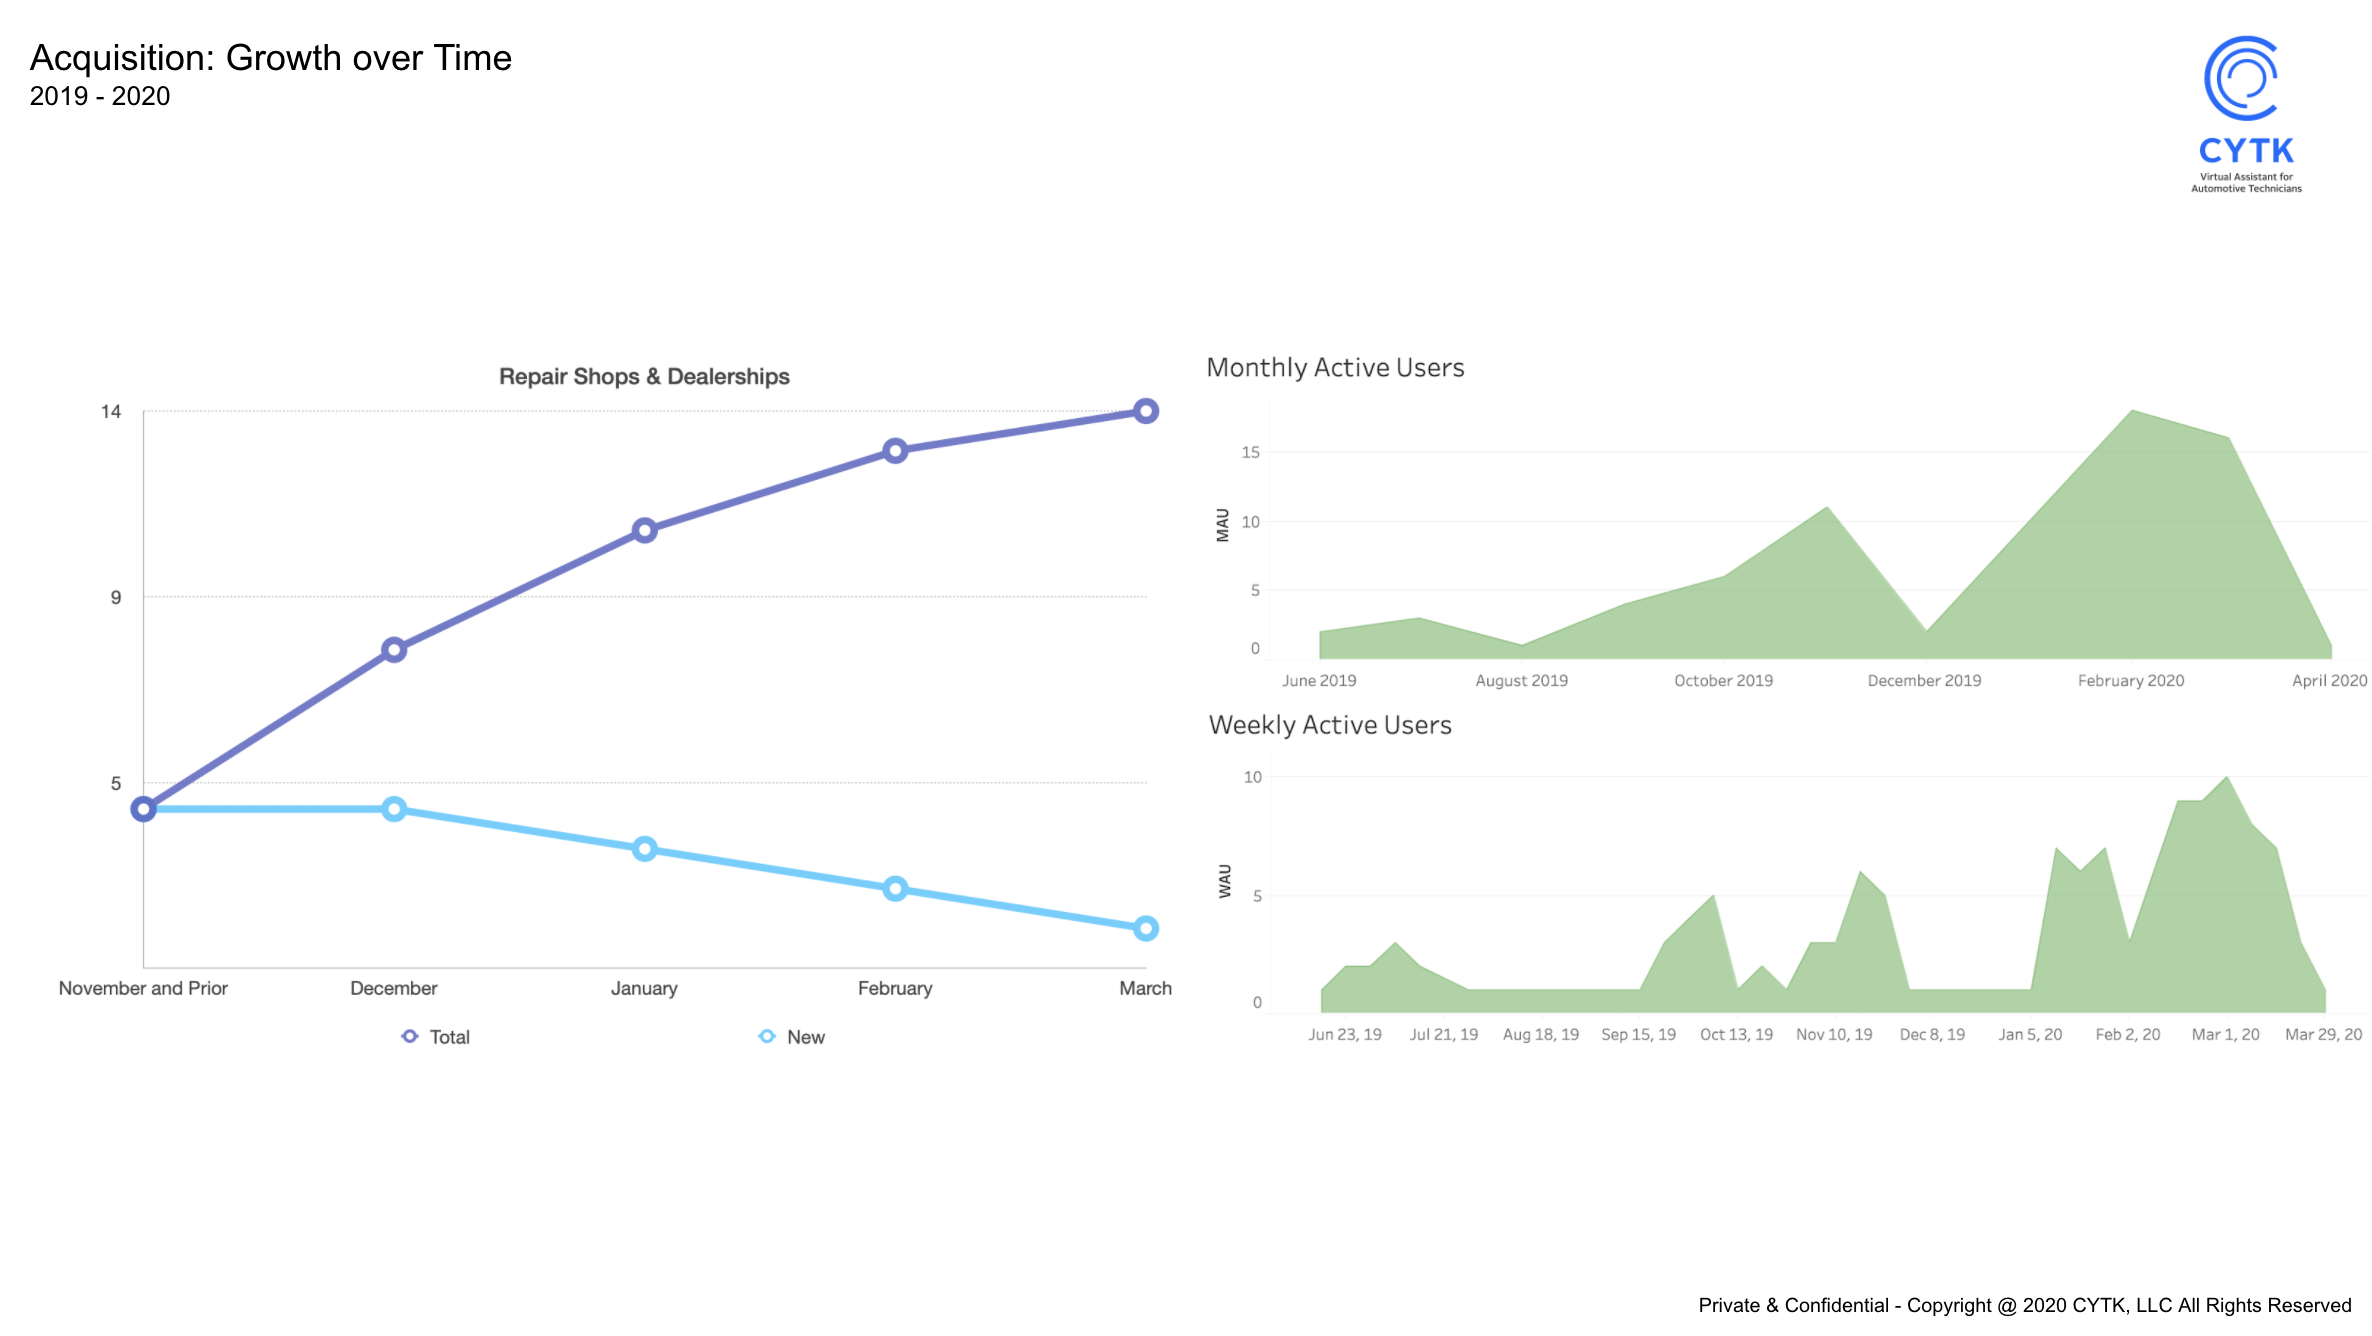 Acquisition: Growth over Time
2019 - 2020
CYTK
Virtual Assistant for
Automotive Technicians
Repair Shops & Dealerships
14
9
5
November and Prior December January February March
Total New
Monthly Active Users
MAU
15
10
5
0
June 2019 August 2019 October 2019 December 2019 February 2020 April 2020
Weekly Active Users
WAU
10
5
0
Jun 23, 19 Jul 21, 19 Aug 18, 19 Sep 15, 19 Oct 13, 19 Nov 10, 19 Dec 8, 19 Jan 5, 20 Feb 2, 20 Mar 1, 20 Mar 29, 20
Private & Confidential - Copyright @ 2020 CYTK, LLC All Rights Reserved